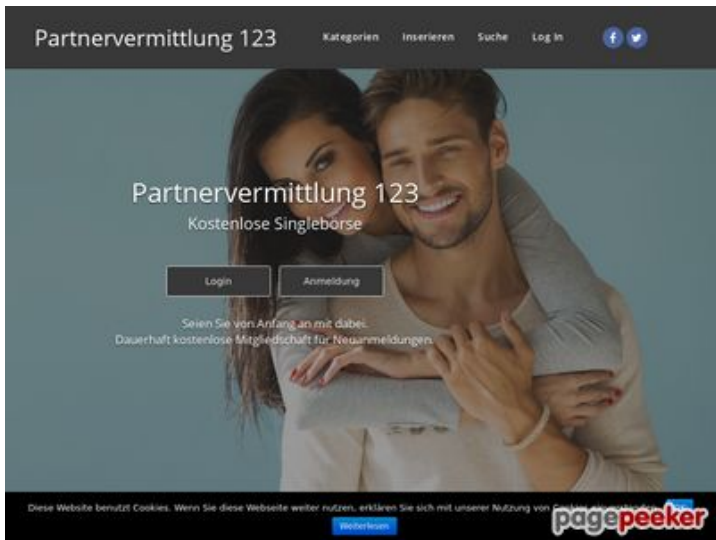 Partnervermittlung 123
Kategorien Inserieren Suche Log In
Partnervermittlung 123
Kostenlose Singlebörse
Login Anmeldung
Seien Sie von Anfang an mit dabei.
Dauerhaft kostenlose Mitgliedschaft für Neuanmeldungen.
Diese Website benutzt Cookies. Wenn Sie diese Webseite weiter nutzen, erklären Sie sich mit unserer Nutzung von
Weiterlesen
pagepeeker